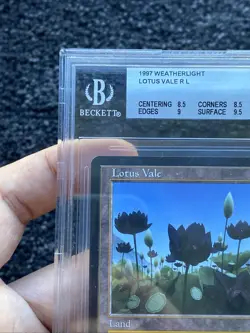 1997 WEATHERLIGHT
LOTUS VALE R L
B
BECKETT®
CENTERING 8.5 CORNERS 8.5
EDGES 9 SURFACE 9.5
Lotus Vale
Land